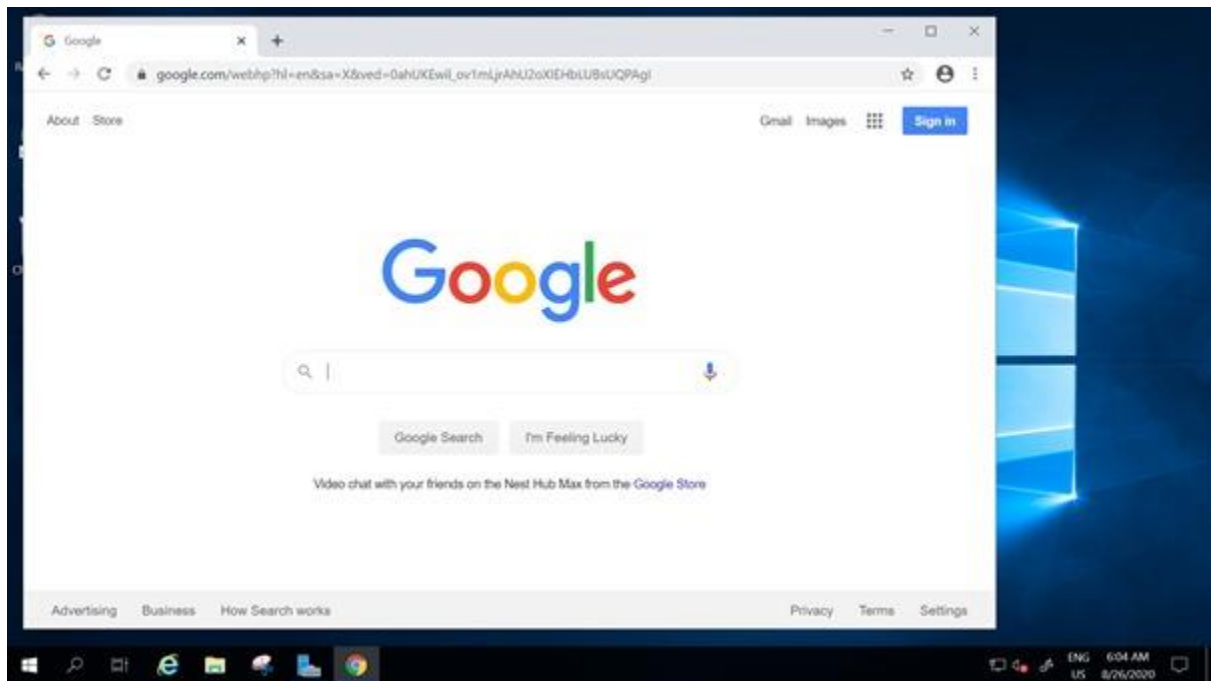 Google
google.com/webhp?hl=en&sa=X&ved=
About Store
Gmail Images Sign in
Google
Google Search I'm Feeling Lucky
Video chat with your friends on the Nest Hub Max from the Google Store
Advertising Business How Search works
Privacy Terms Settings
ENG 6:04 AM
US 8/26/2020